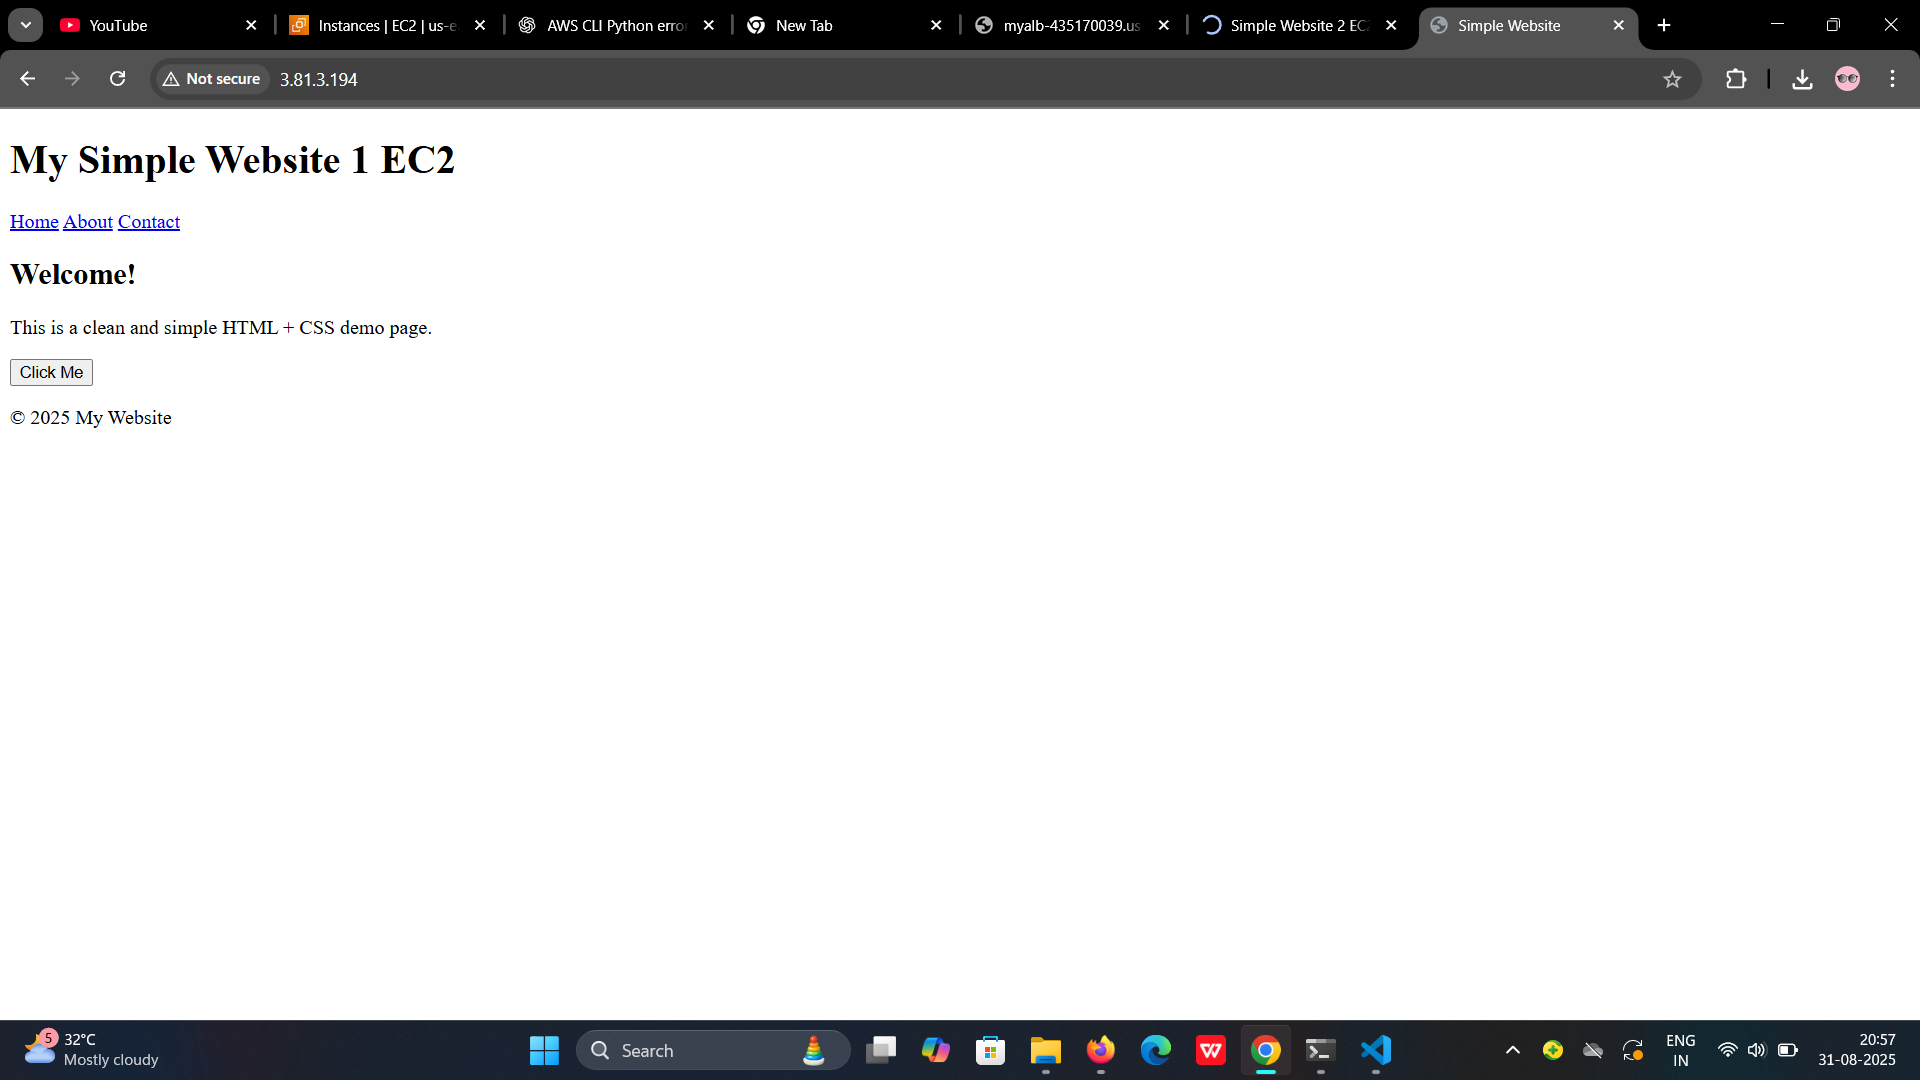 YouTube
Instances | EC2 | us-e
AWS CLI Python erro
New Tab
myalb-435170039.us
Simple Website 2 EC
Simple Website
Not secure
3.81.3.194
My Simple Website 1 EC2
Home About Contact
Welcome!
This is a clean and simple HTML + CSS demo page.
Click Me
© 2025 My Website
5
32°C
Mostly cloudy
Search
W
ENG
IN
20:57
31-08-2025